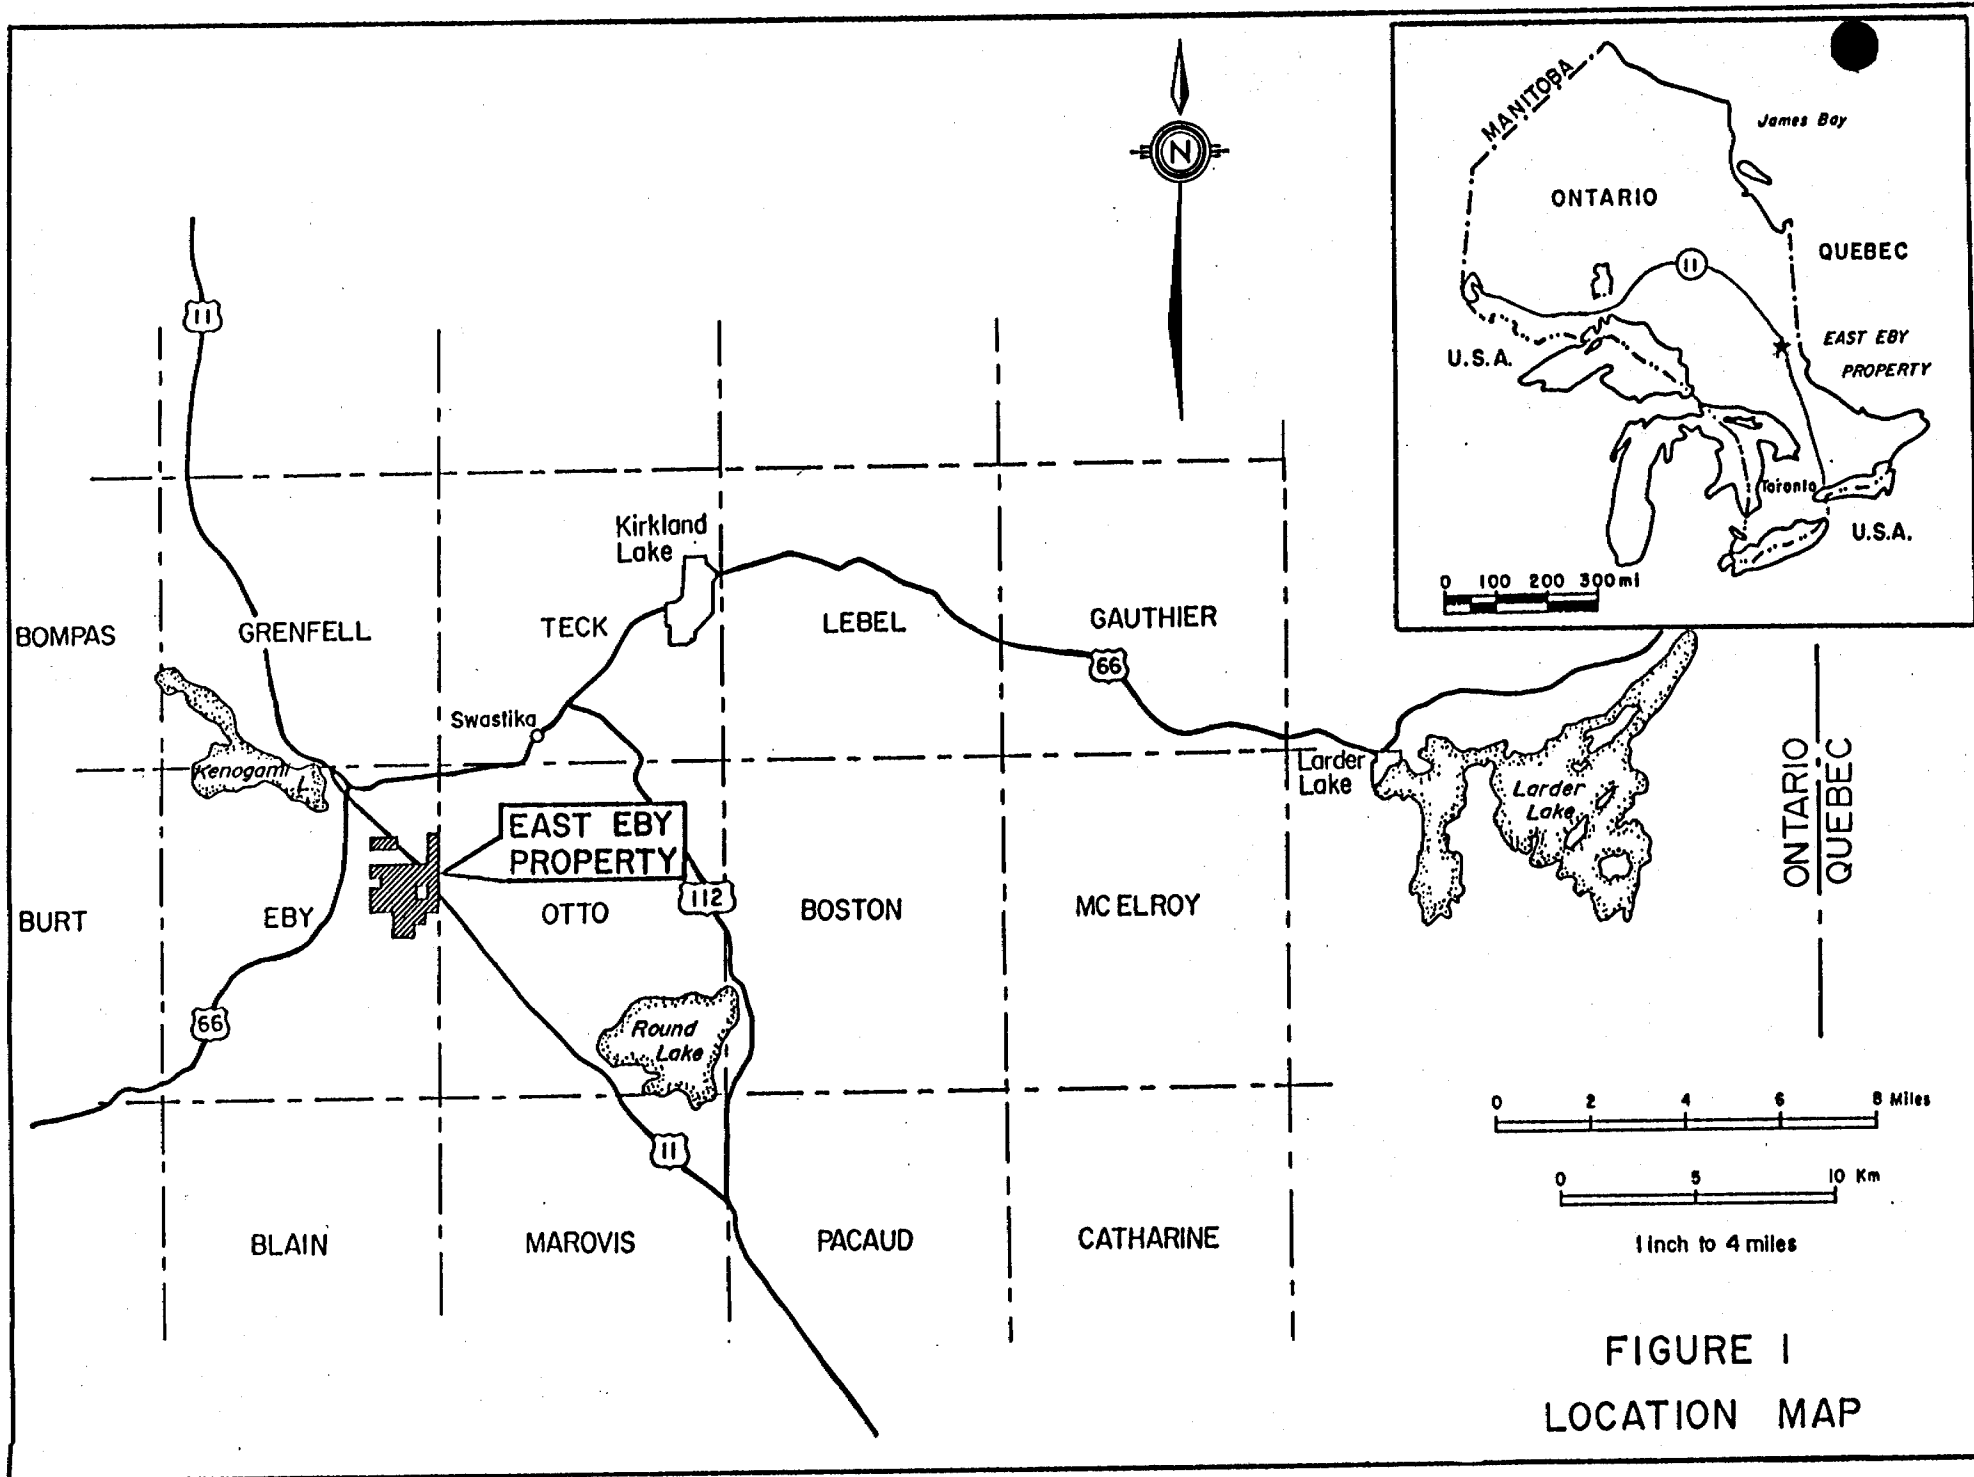 MANITOBA
James Bay
ONTARIO
QUEBEC
11
U.S.A.
EAST EBY
PROPERTY
Toronto
U.S.A.
0 100 200 300 mi
N
11
Kirkland
Lake
BOMPAS
GRENFELL
TECK
LEBEL
GAUTHIER
66
Swastika
Kenogami
L.
Larder
Lake
Larder
Lake
ONTARIO
QUEBEC
EAST EBY
PROPERTY
112
BURT
EBY
OTTO
BOSTON
MC ELROY
66
Round
Lake
0 2 4 6 8 Miles
11
0 5 10 Km
1 inch to 4 miles
BLAIN
MAROVIS
PACAUD
CATHARINE
FIGURE 1
LOCATION MAP